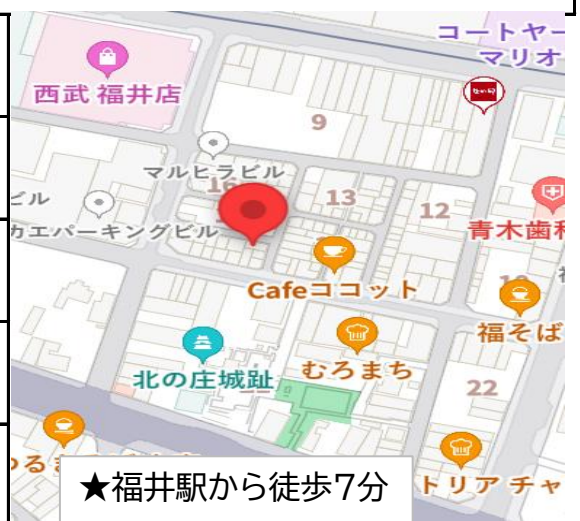 コートヤー
マリオ
西武 福井店
9
マルヒラビル
16
13
12
ビル
カエパーキングビル
青木歯科
Cafeココット
福そば
北の庄城趾
むろまち
22
トリア チャ
★福井駅から徒歩7分